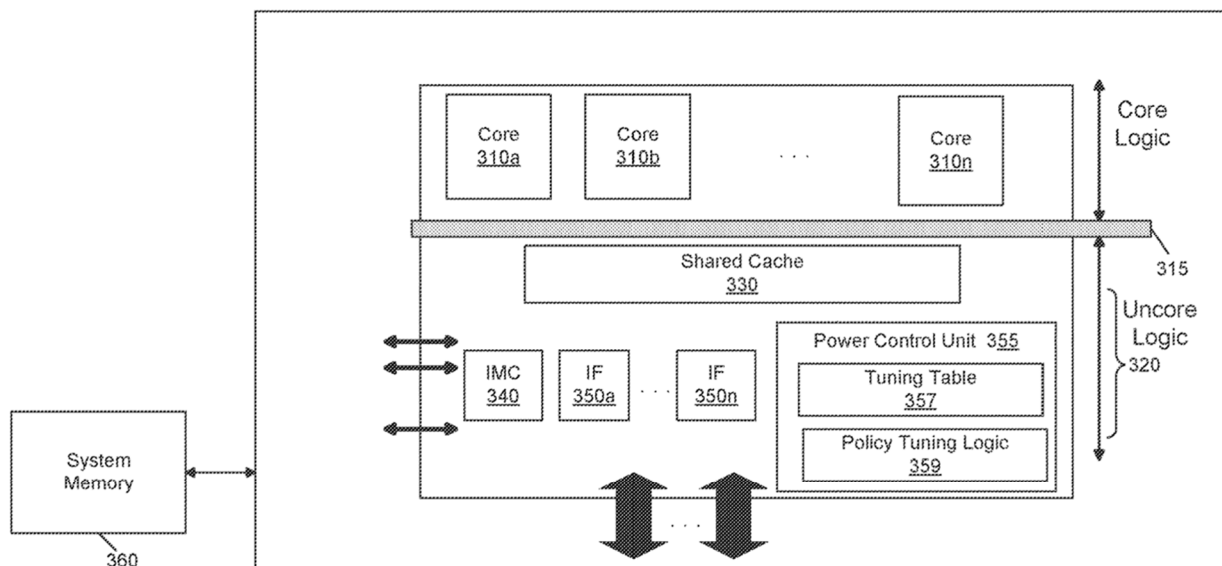 Core
310a
Core
310b
. . .
Core
310n
Core
Logic
315
Shared Cache
330
Uncore
Logic
320
Power Control Unit 355
Tuning Table
357
Policy Tuning Logic
359
IMC
340
IF
350a
. . .
IF
350n
System
Memory
360
. . .